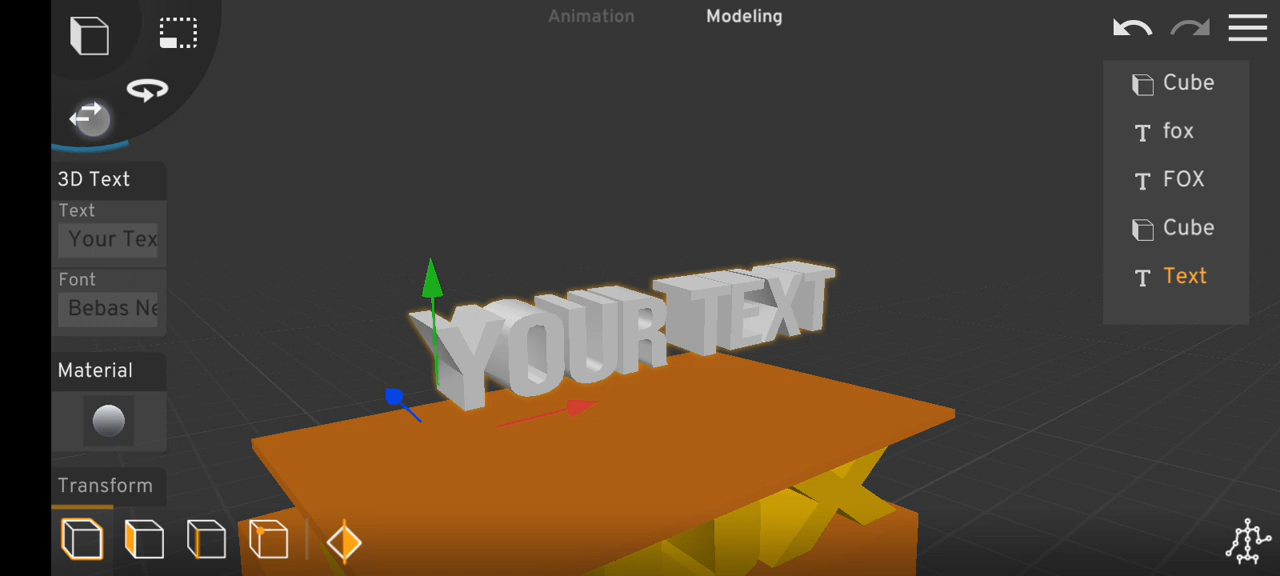 Animation
Modeling
3D Text
Text
Your Tex
Font
Bebas Ne
Material
Transform
Cube
fox
FOX
Cube
Text
YOUR TEXT
X